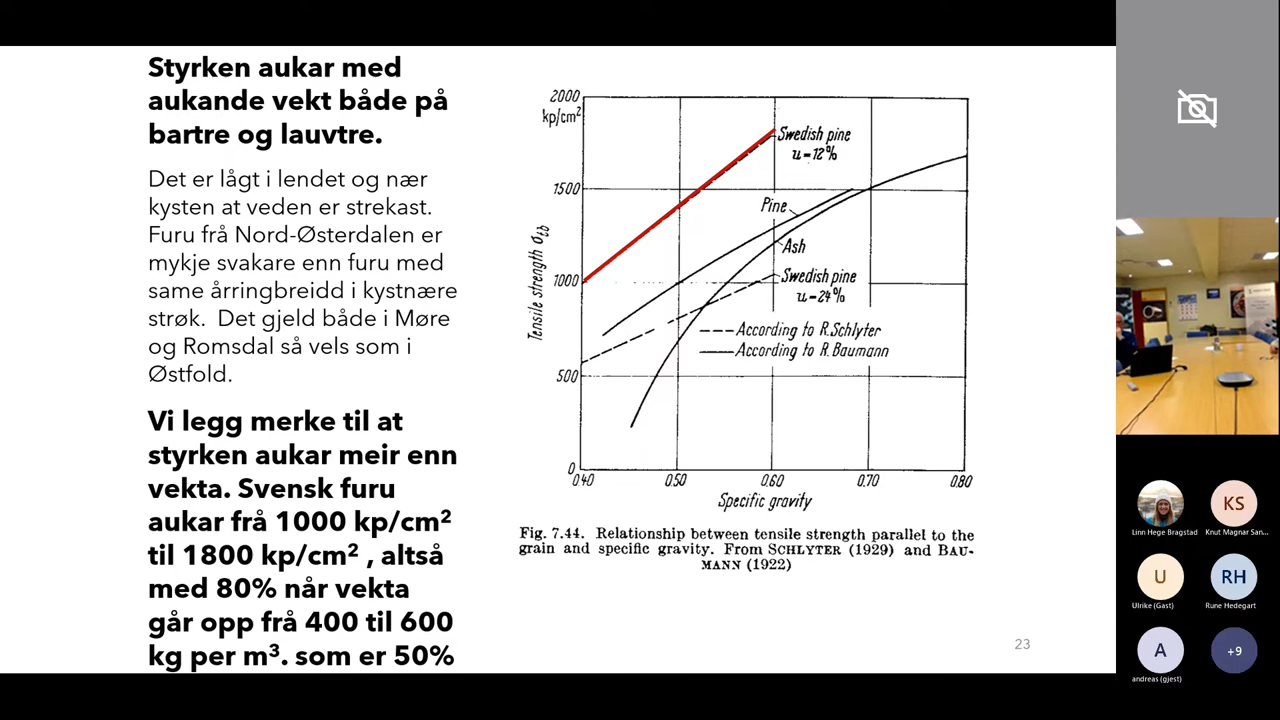 Styrken aukar med
aukande vekt både på
bartre og lauvtre.
Det er lågt i lendet og nær
kysten at veden er strekast.
Furu frå Nord-Østerdalen er
mykje svakare enn furu med
same årringbreidd i kystnære
strøk. Det gjeld både i Møre
og Romsdal så vels som i
Østfold.
Vi legg merke til at
styrken aukar meir enn
vekta. Svensk furu
aukar frå 1000 kp/cm²
til 1800 kp/cm² , altså
med 80% når vekta
går opp frå 400 til 600
kg per m³. som er 50%
2000
kp/cm²
1500
1000
500
0
Tensile strength σtb
Swedish pine
u=12%
Pine
Ash
Swedish pine
u=24%
According to R.Schlyter
According to R.Baumann
0.40 0.50 0.60 0.70 0.80
Specific gravity
Fig. 7.44. Relationship between tensile strength parallel to the
grain and specific gravity. From SCHLYTER (1929) and BAU-
MANN (1922)
23
KS
Linn Hege Bragstad Knut Magnar San...
U RH
Ulrike (Gast) Rune Hedegart
A +9
andreas (gjest)